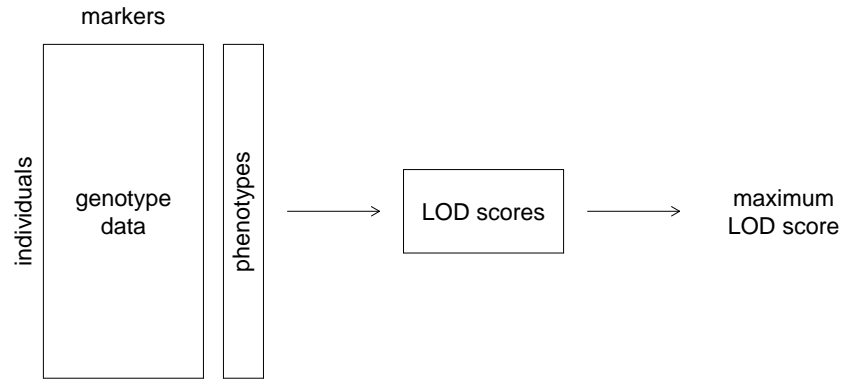 markers
individuals
genotype
data
phenotypes
LOD scores
maximum
LOD score